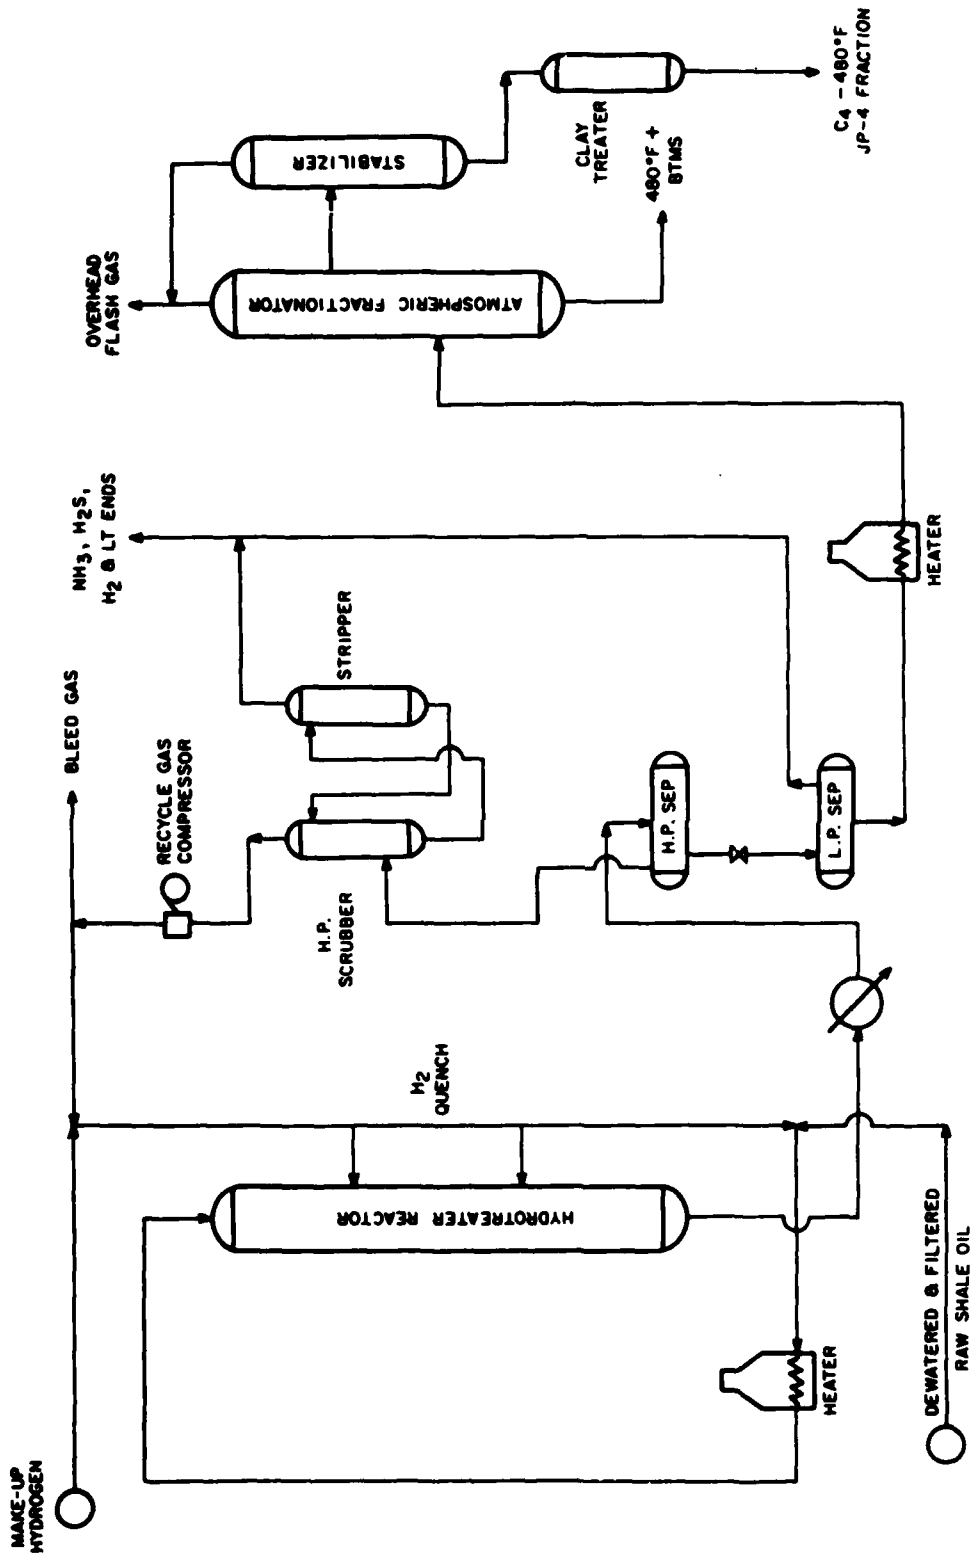 MAKE-UP
HYDROGEN
BLEED GAS
NH3, H2S,
H2 & LT ENDS
OVERHEAD
FLASH GAS
RECYCLE GAS
COMPRESSOR
H.P.
SCRUBBER
STRIPPER
ATMOSPHERIC FRACTIONATOR
STABILIZER
CLAY
TREATER
480°F +
BTMS
C4 - 480°F
JP-4 FRACTION
HYDROTREATER REACTOR
H2
QUENCH
H.P. SEP
L.P. SEP
HEATER
HEATER
DEWATERED & FILTERED
RAW SHALE OIL